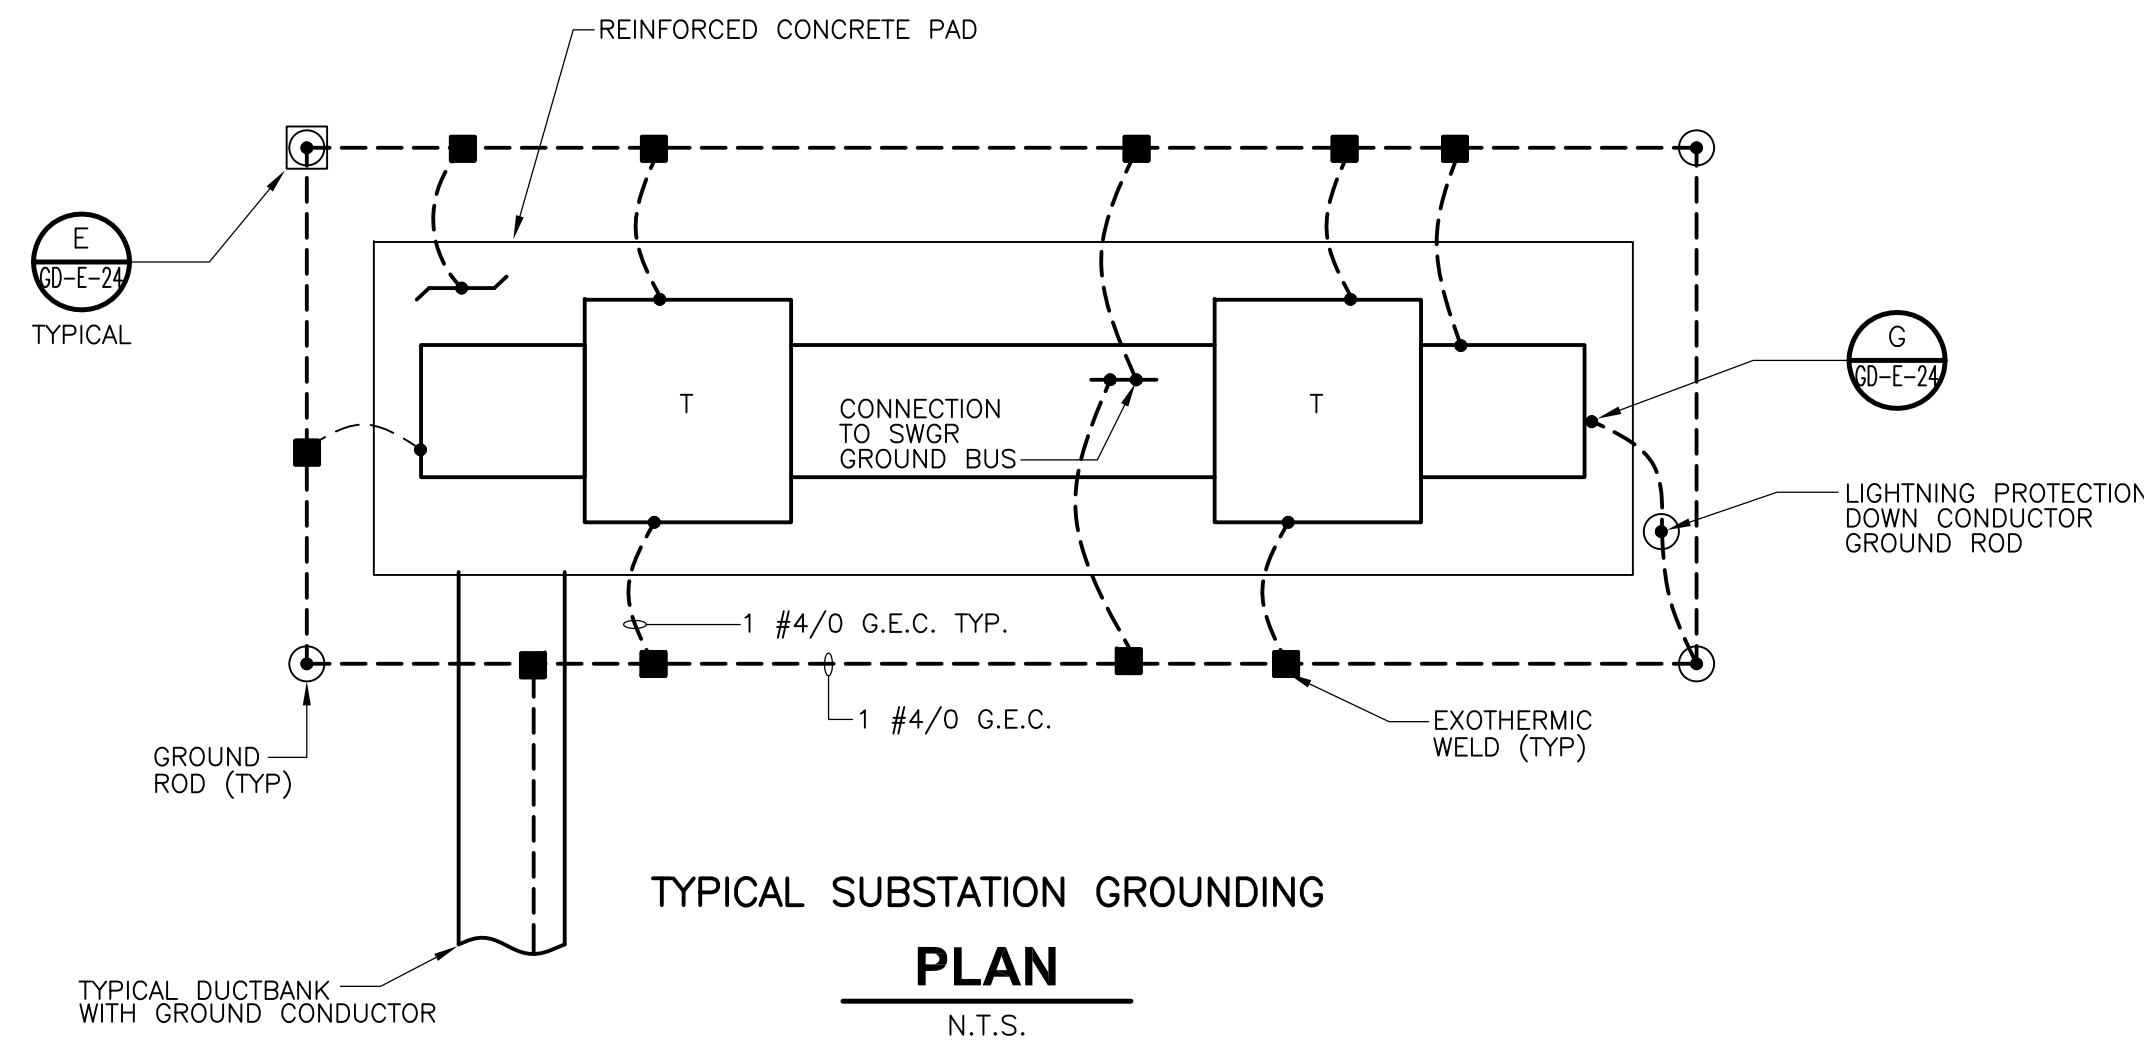 REINFORCED CONCRETE PAD
E
GD-E-24
TYPICAL
G
GD-E-24
T
T
CONNECTION
TO SWGR
GROUND BUS
LIGHTNING PROTECTION
DOWN CONDUCTOR
GROUND ROD
1 #4/0 G.E.C. TYP.
1 #4/0 G.E.C.
EXOTHERMIC
WELD (TYP)
GROUND
ROD (TYP)
TYPICAL SUBSTATION GROUNDING
PLAN
N.T.S.
TYPICAL DUCTBANK
WITH GROUND CONDUCTOR